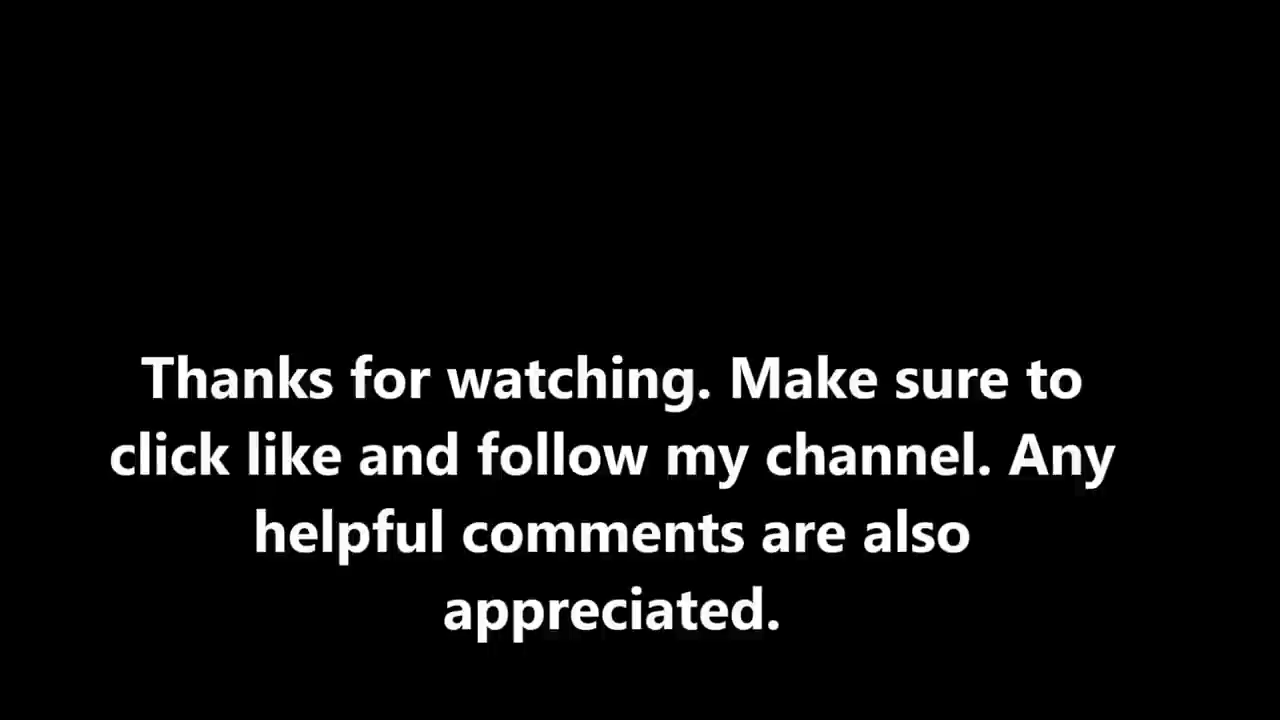 Thanks for watching. Make sure to
click like and follow my channel. Any
helpful comments are also
appreciated.